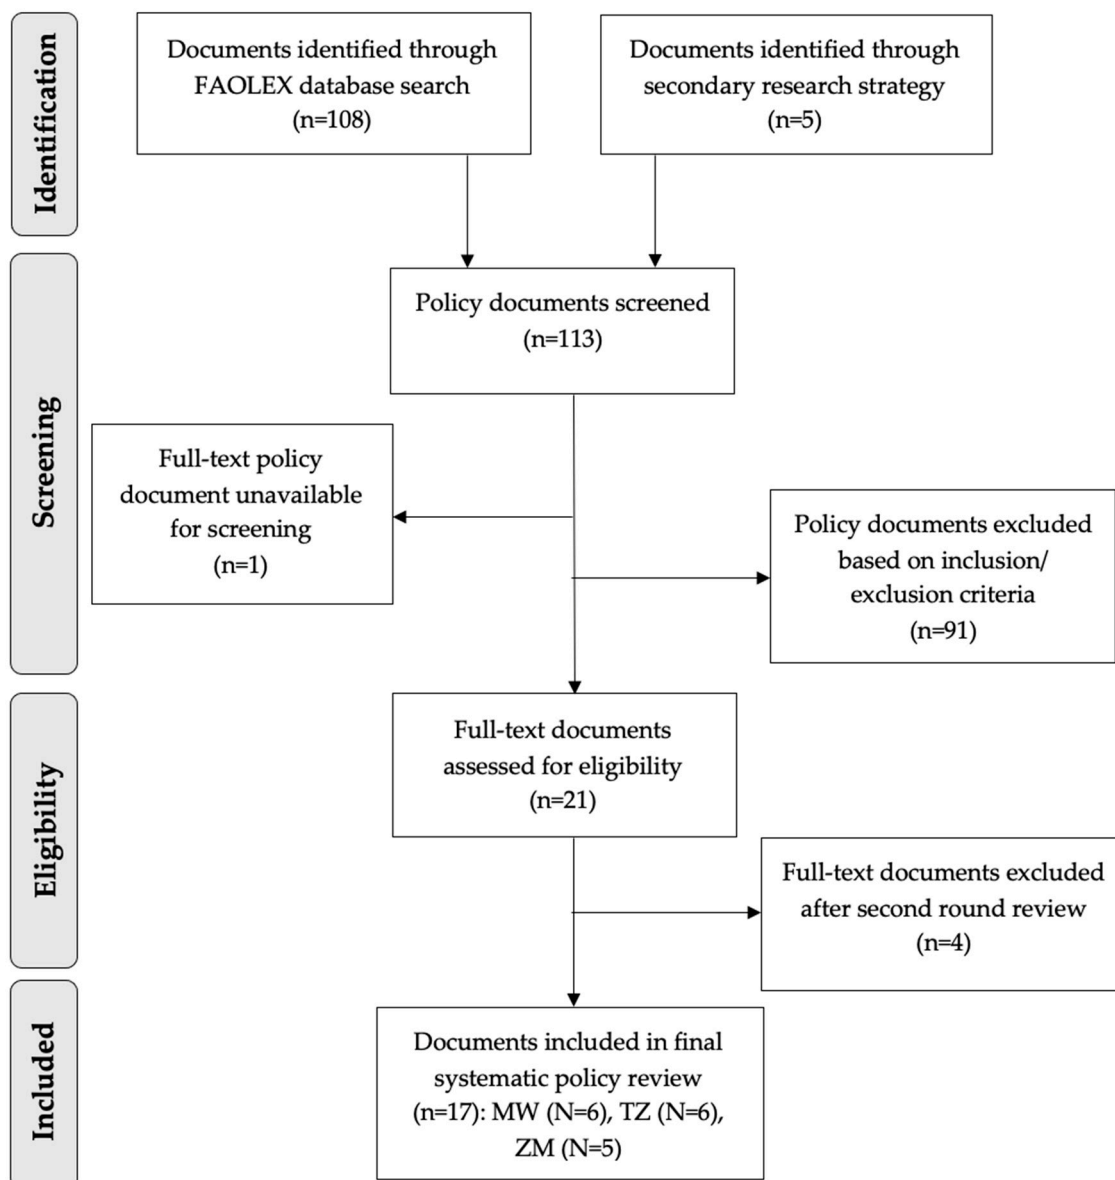 Identification
Documents identified through
FAOLEX database search
(n=108)
Documents identified through
secondary research strategy
(n=5)
Screening
Policy documents screened
(n=113)
Full-text policy
document unavailable
for screening
(n=1)
Policy documents excluded
based on inclusion/
exclusion criteria
(n=91)
Eligibility
Full-text documents
assessed for eligibility
(n=21)
Full-text documents excluded
after second round review
(n=4)
Included
Documents included in final
systematic policy review
(n=17): MW (N=6), TZ (N=6),
ZM (N=5)